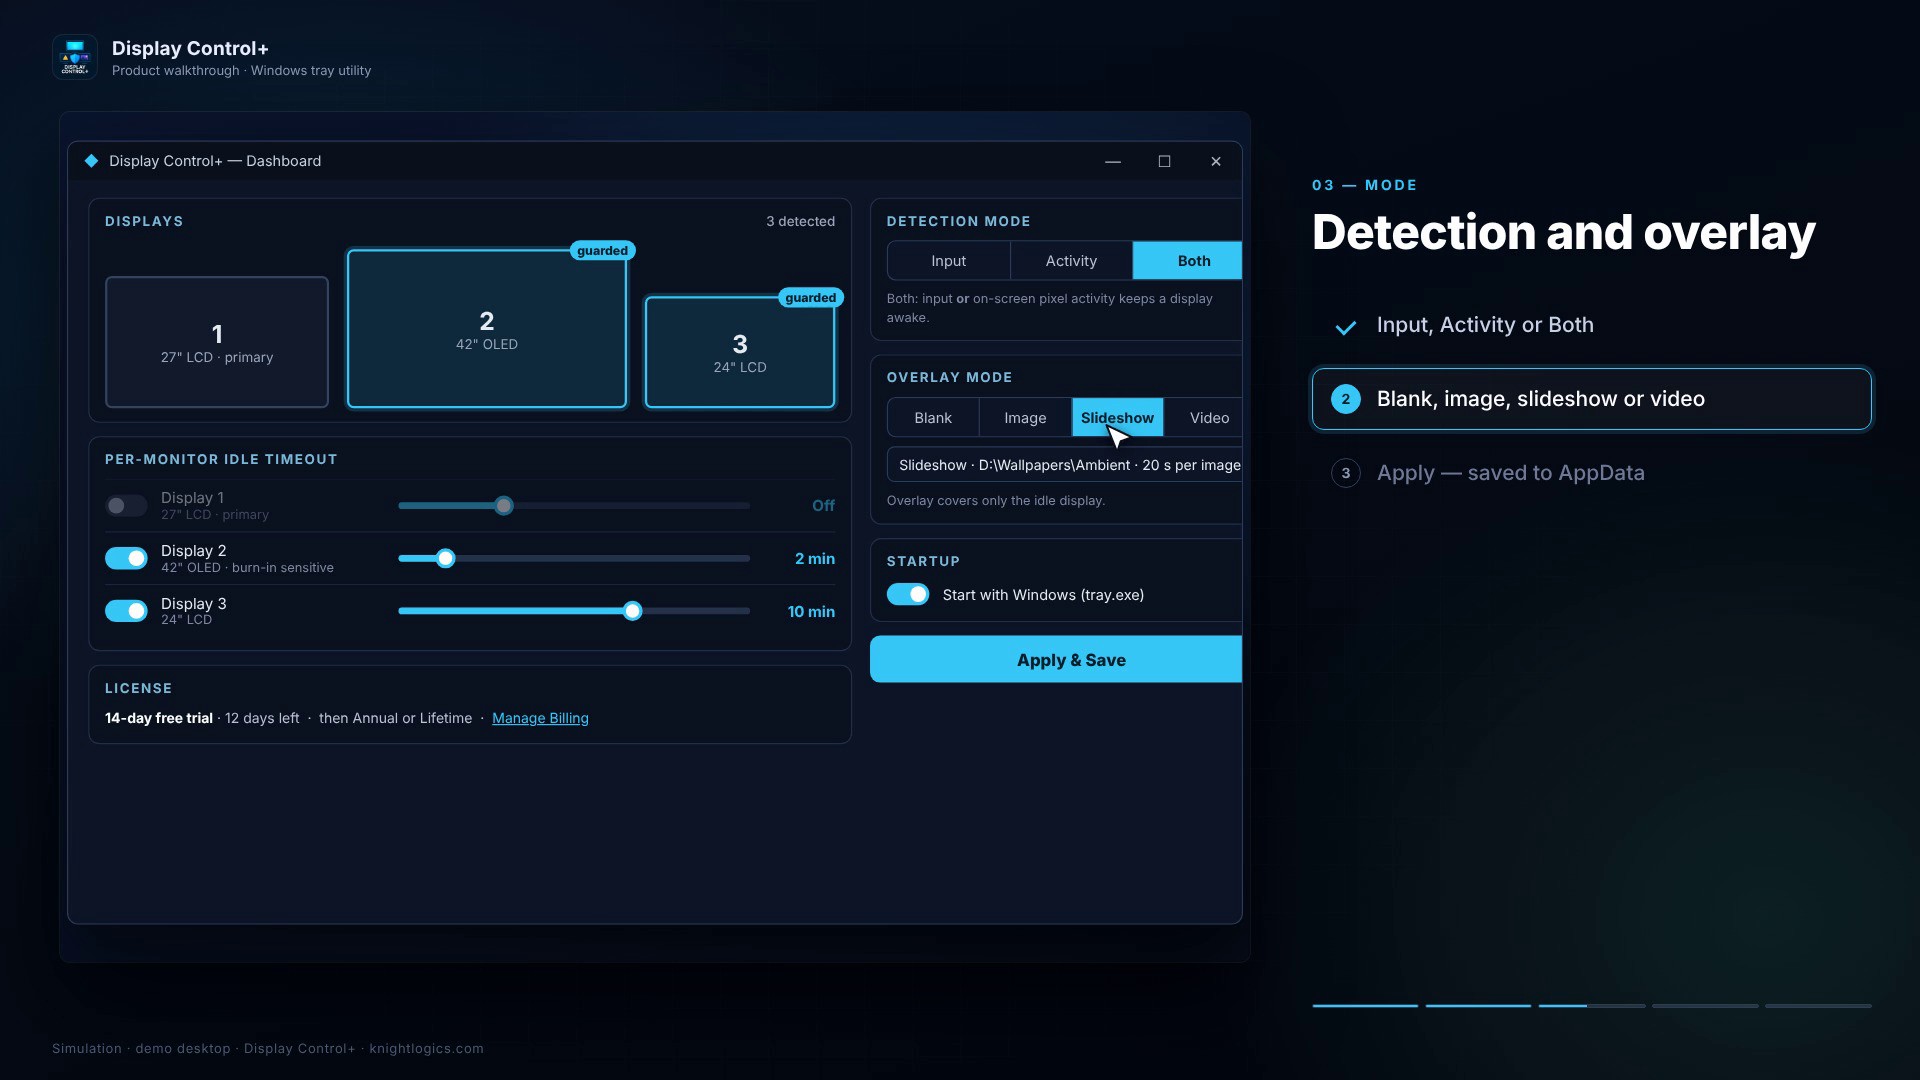 DISPLAY
CONTROL+
Display Control+
Product walkthrough · Windows tray utility
Display Control+ — Dashboard
DISPLAYS
3 detected
1
27" LCD · primary
guarded
2
42" OLED
guarded
3
24" LCD
PER-MONITOR IDLE TIMEOUT
Display 1
27" LCD · primary
Off
Display 2
42" OLED · burn-in sensitive
2 min
Display 3
24" LCD
10 min
LICENSE
14-day free trial · 12 days left · then Annual or Lifetime · Manage Billing
DETECTION MODE
Input
Activity
Both
Both: input or on-screen pixel activity keeps a display
awake.
OVERLAY MODE
Blank
Image
Slideshow
Video
Slideshow · D:\Wallpapers\Ambient · 20 s per image
Overlay covers only the idle display.
STARTUP
Start with Windows (tray.exe)
Apply & Save
03 — MODE
Detection and overlay
Input, Activity or Both
2
Blank, image, slideshow or video
3
Apply — saved to AppData
Simulation · demo desktop · Display Control+ · knightlogics.com